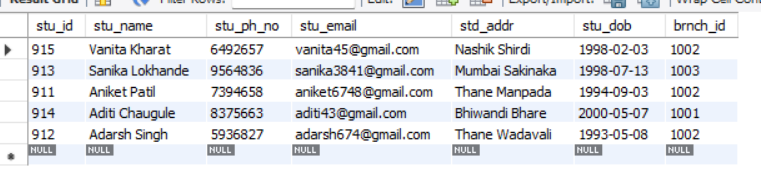 Result Grid Filter Rows: Edit: Export/Import: Wrap Cell Cont
stu_id stu_name stu_ph_no stu_email std_addr stu_dob brnch_id
915 Vanita Kharat 6492657 vanita45@gmail.com Nashik Shirdi 1998-02-03 1002
913 Sanika Lokhande 9564836 sanika3841@gmail.com Mumbai Sakinaka 1998-07-13 1003
911 Aniket Patil 7394658 aniket6748@gmail.com Thane Manpada 1994-09-03 1002
914 Aditi Chaugule 8375663 aditi43@gmail.com Bhiwandi Bhare 2000-05-07 1001
912 Adarsh Singh 5936827 adarsh674@gmail.com Thane Wadavali 1993-05-08 1002
NULL NULL NULL NULL NULL NULL NULL